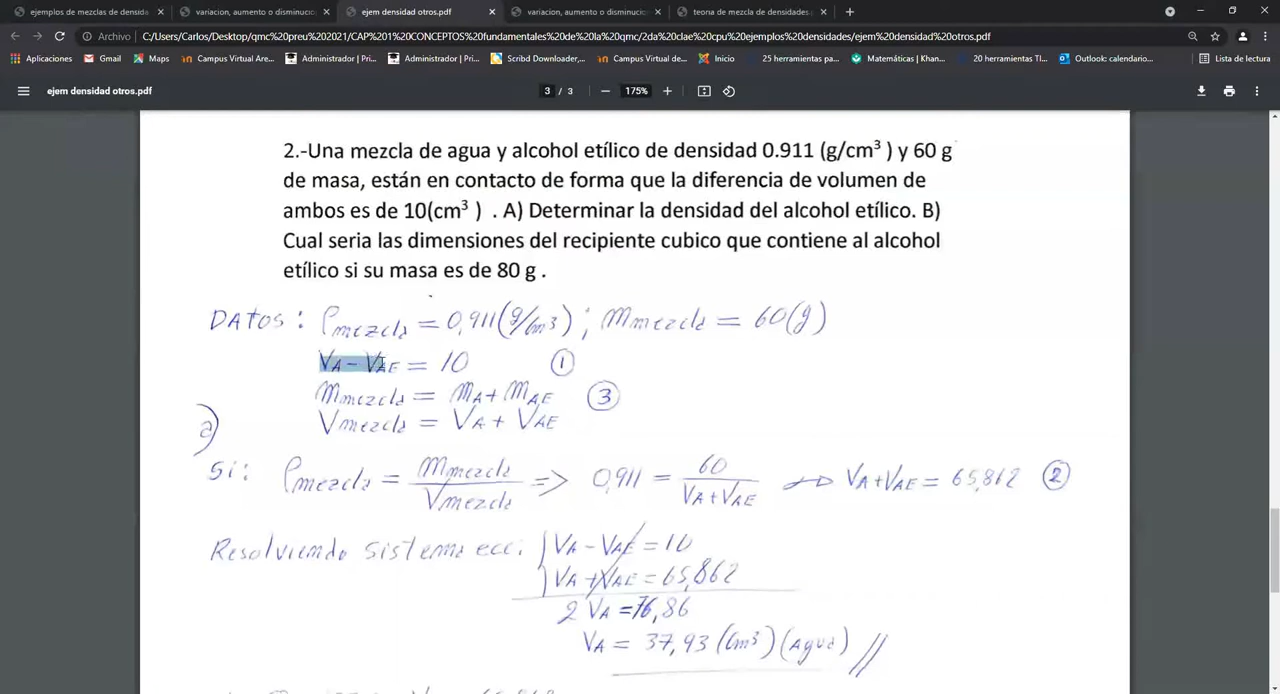 ejemplos de mezclas de densid
variacion, aumento o disminucio
ejem densidad otros.pdf
variacion, aumento o disminucio
teoria de mezcla de densidades.
Archivo
C:/Users/Carlos/Desktop/qmc preu%202021/CAP%201%20CONCEPTOS%20fundamentales%20de%20la%20qmc/2da%20clae%20cpu%20ejemplos%20densidades/ejem%20densidad%20otros.pdf
Aplicaciones
Gmail
Maps
Campus Virtual Are...
Administrador | Pri...
Administrador | Pri...
Scribd Downloader,...
Campus Virtual de...
Inicio
25 herramientas pa...
Matemáticas | Khan...
20 herramientas TI...
Outlook: calendario...
Lista de lectura
ejem densidad otros.pdf
3 / 3
175%
2.-Una mezcla de agua y alcohol etílico de densidad 0.911 (g/cm³ ) y 60 g
de masa, están en contacto de forma que la diferencia de volumen de
ambos es de 10(cm³ ) . A) Determinar la densidad del alcohol etílico. B)
Cual seria las dimensiones del recipiente cubico que contiene al alcohol
etílico si su masa es de 80 g .
DATOS: ρmezcla = 0,911(g/cm³) ; Mmezcla = 60(g)
VA - VAE = 10 ①
Mmezcla = MA + MAE ③
Vmezcla = VA + VAE
a)
Si: ρmezcla = Mmezcla/Vmezcla => 0,911 = 60/(VA+VAE) → VA+VAE = 65,862 ②
Resolviendo sistema ecc: VA - VAE = 10
VA + VAE = 65,862
2 VA = 76,86
VA = 37,93 (cm³) (Agua) //